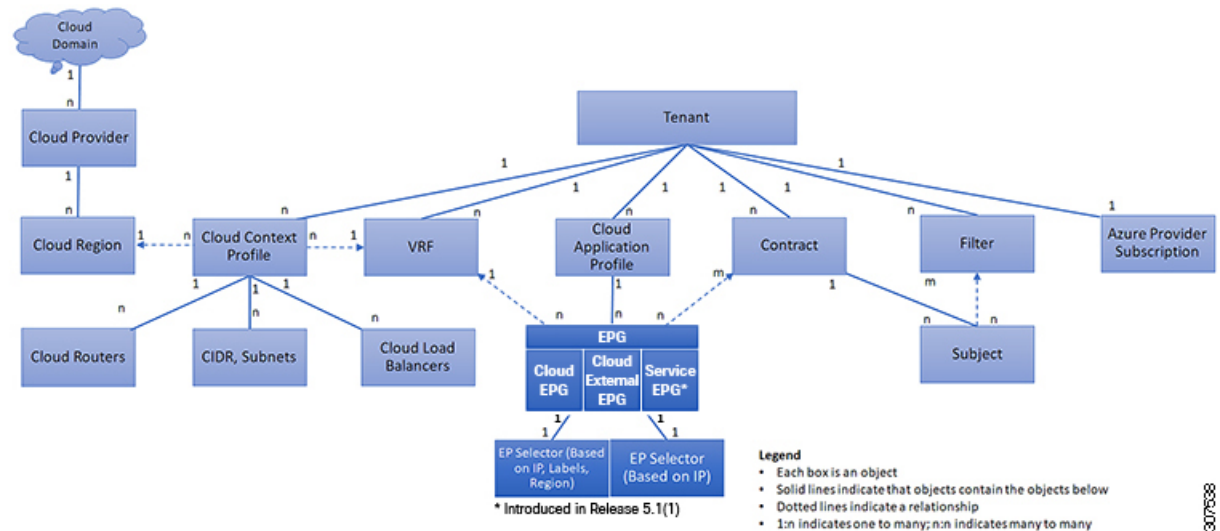 Cloud
Domain
1
n
Cloud Provider
1
n
Cloud Region
Tenant
1
1
1
1
1
1
n
n
n
n
n
1
Cloud Context
Profile
VRF
Cloud
Application
Profile
Contract
Filter
Azure Provider
Subscription
1
n
n
1
1
1
1
1
1
m
1
m
n
n
n
n
n
n
n
n
Cloud Routers
CIDR, Subnets
Cloud Load
Balancers
EPG
Cloud
EPG
Cloud
External
EPG
Service
EPG*
Subject
1
1
1
1
EP Selector (Based
on IP, Labels,
Region)
EP Selector
(Based on IP)
* Introduced in Release 5.1(1)
Legend
• Each box is an object
• Solid lines indicate that objects contain the objects below
• Dotted lines indicate a relationship
• 1:n indicates one to many; n:n indicates many to many
307538